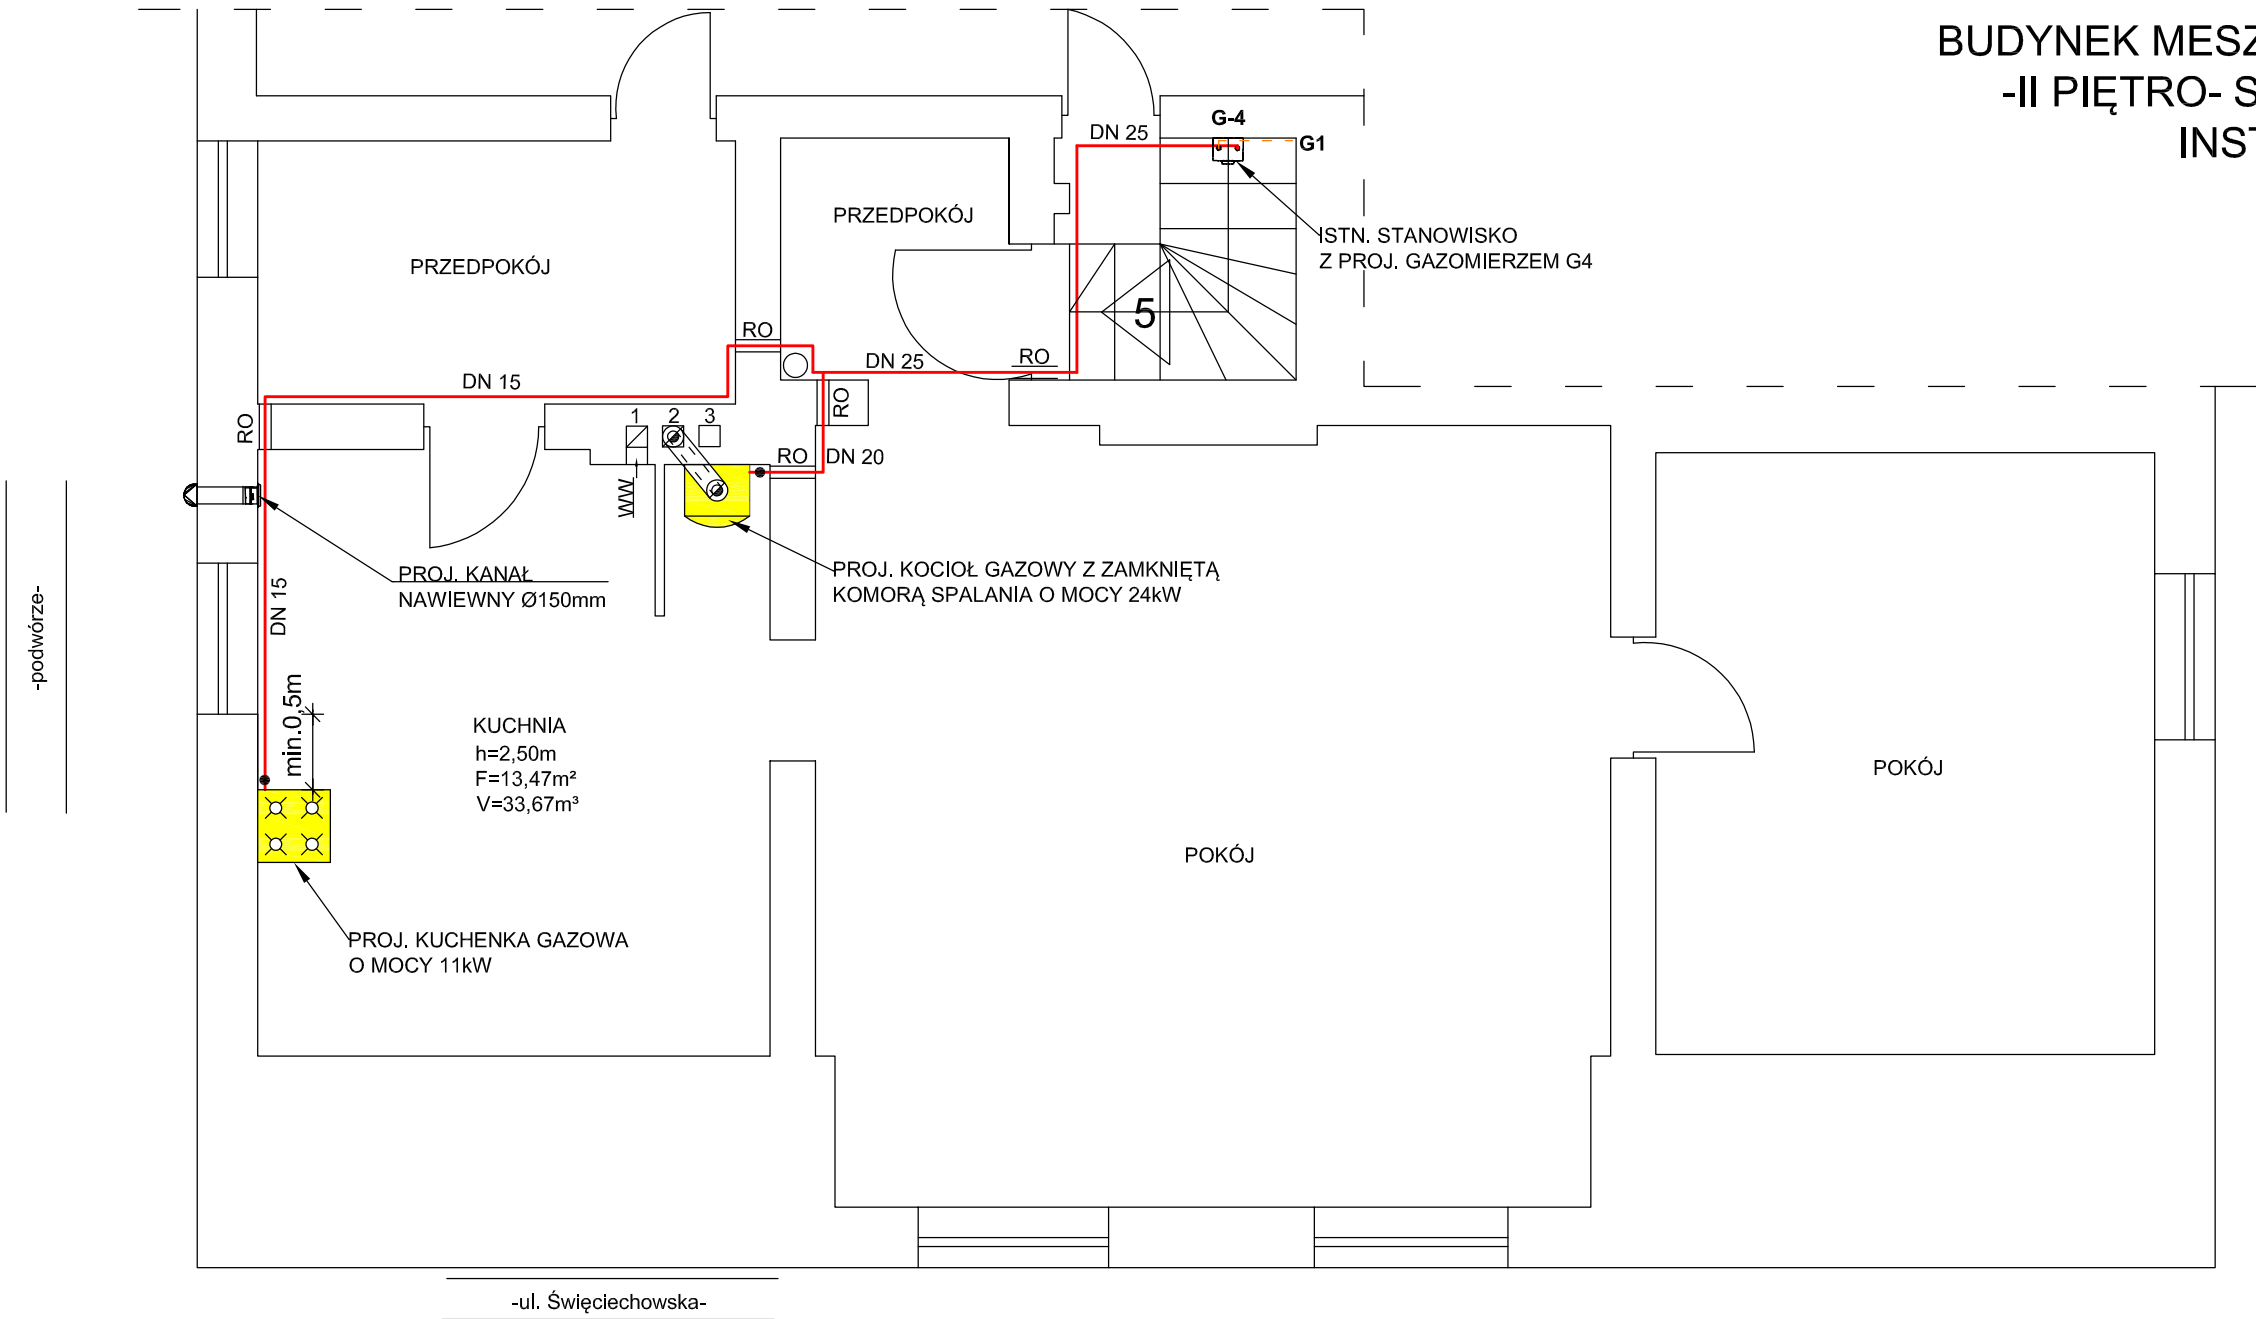 BUDYNEK MESZ
-II PIĘTRO- S
INST
G-4
G1
DN 25
ISTN. STANOWISKO
Z PROJ. GAZOMIERZEM G4
PRZEDPOKÓJ
PRZEDPOKÓJ
5
RO
DN 25
RO
DN 15
RO
RO
1
2
3
RO
DN 20
WW
PROJ. KANAŁ
NAWIEWNY Ø150mm
PROJ. KOCIOŁ GAZOWY Z ZAMKNIĘTĄ
KOMORĄ SPALANIA O MOCY 24kW
DN 15
-podwórze-
min.0,5m
KUCHNIA
h=2,50m
F=13,47m²
V=33,67m³
POKÓJ
POKÓJ
PROJ. KUCHENKA GAZOWA
O MOCY 11kW
-ul. Święciechowska-